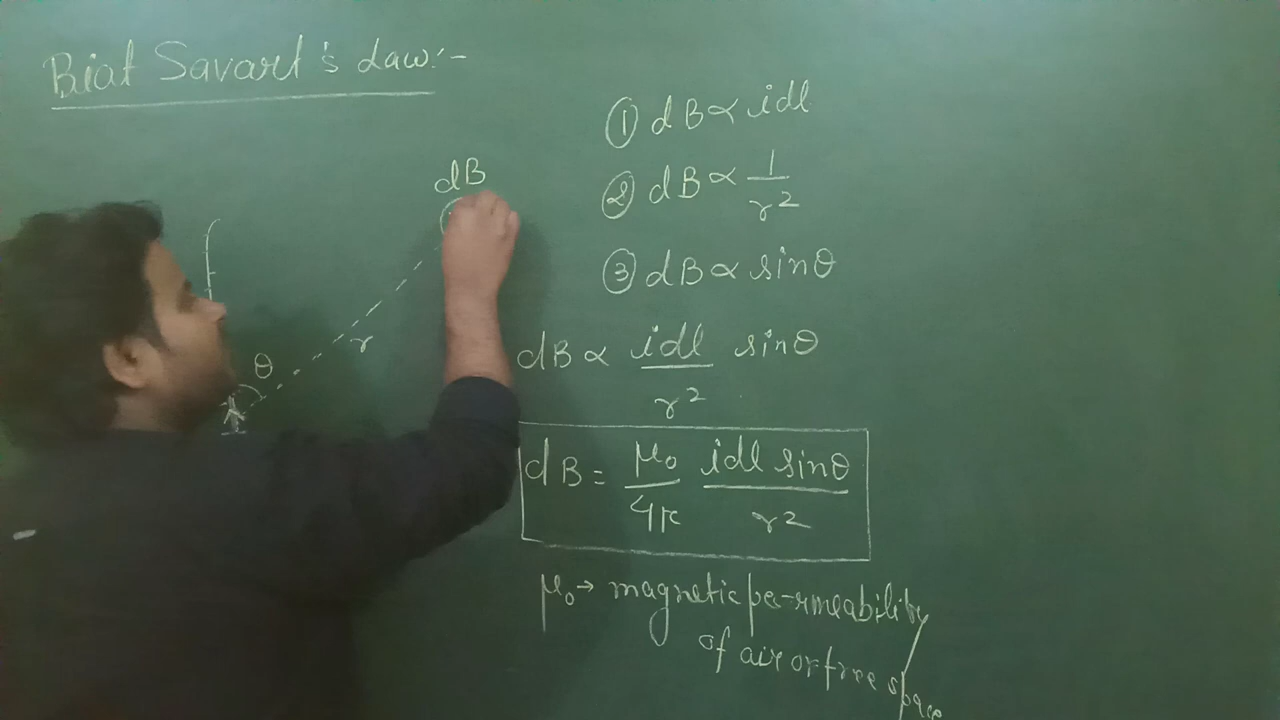 Biat Savart's Law:-
① dB ∝ idl
dB
② dB ∝ 1/r²
③ dB ∝ sinθ
θ
r
dB ∝ idl/r² sinθ
dB = μ₀/4π idl sinθ/r²
μ₀→ magnetic permeability
of air or free space